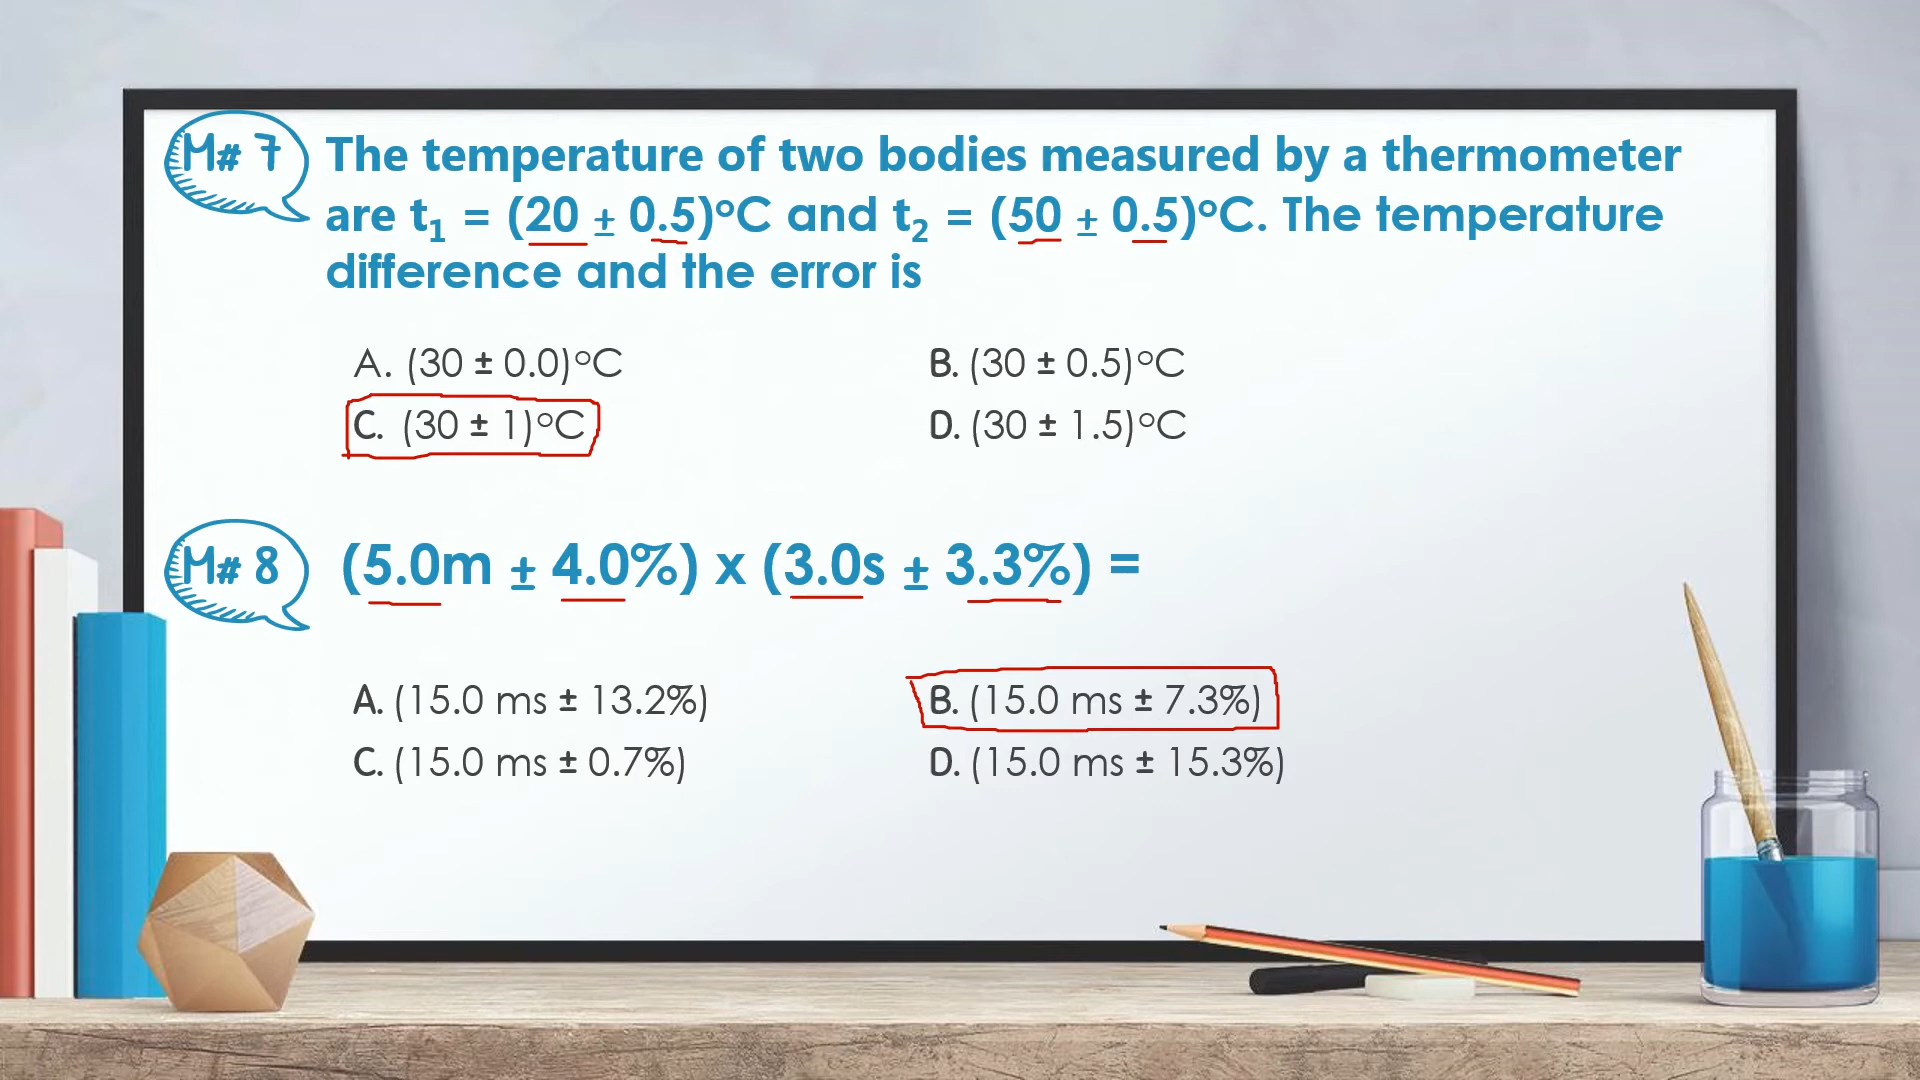 M# 7
The temperature of two bodies measured by a thermometer
are t₁ = (20 ± 0.5)°C and t₂ = (50 ± 0.5)°C. The temperature
difference and the error is
A. (30 ± 0.0)°C
B. (30 ± 0.5)°C
C. (30 ± 1)°C
D. (30 ± 1.5)°C
M# 8
(5.0m ± 4.0%) x (3.0s ± 3.3%) =
A. (15.0 ms ± 13.2%)
B. (15.0 ms ± 7.3%)
C. (15.0 ms ± 0.7%)
D. (15.0 ms ± 15.3%)